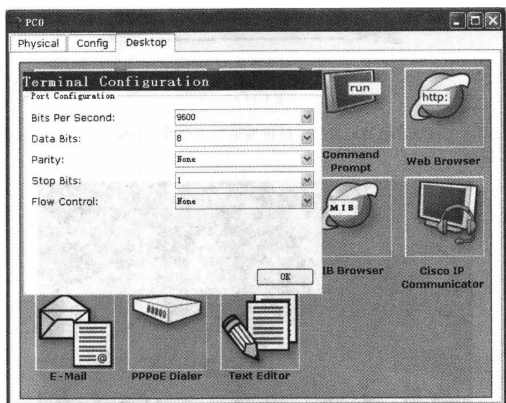 PC0
Physical Config Desktop
Terminal Configuration
Port Configuration
Bits Per Second: 9600
Data Bits: 8
Parity: None
Stop Bits: 1
Flow Control: None
OK
run
Command Prompt
http:
Web Browser
MIB
IB Browser
Cisco IP Communicator
E-Mail
PPPoE Dialer
Text Editor